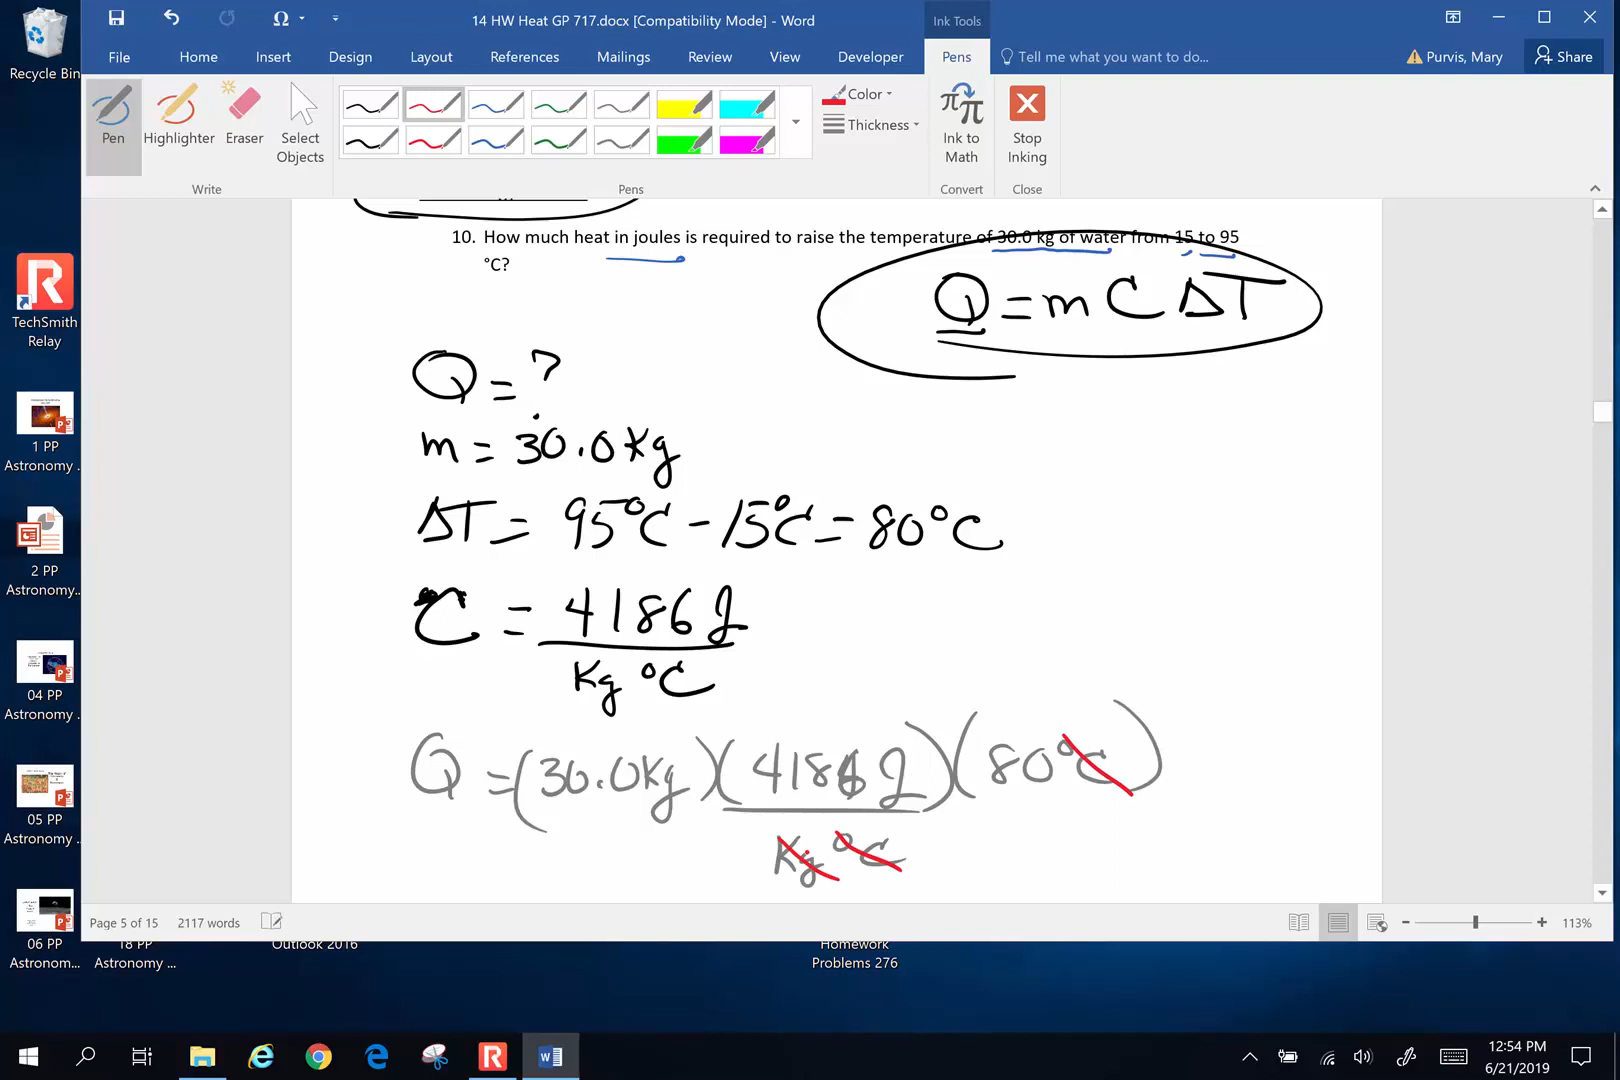 Recycle Bin
TechSmith Relay
1 PP Astronomy .
2 PP Astronomy...
04 PP Astronomy .
05 PP Astronomy .
06 PP Astronom...
18 PP Astronomy ...
Outlook 2016
Homework Problems 276
14 HW Heat GP 717.docx [Compatibility Mode] - Word
Ink Tools
File Home Insert Design Layout References Mailings Review View Developer Pens Tell me what you want to do... Purvis, Mary Share
Pen Highlighter Eraser Select Objects
Color
Thickness
Ink to Math
Stop Inking
Write Pens Convert Close
10. How much heat in joules is required to raise the temperature of 30.0 kg of water from 15 to 95
°C?
Q = m C ΔT
Q = ?
m = 30.0 kg
ΔT = 95°C - 15°C = 80°C
C = 4186 J
kg °C
Q = (30.0 kg)(4186 J)(80°C)
kg °C
Page 5 of 15 2117 words
113%
12:54 PM
6/21/2019